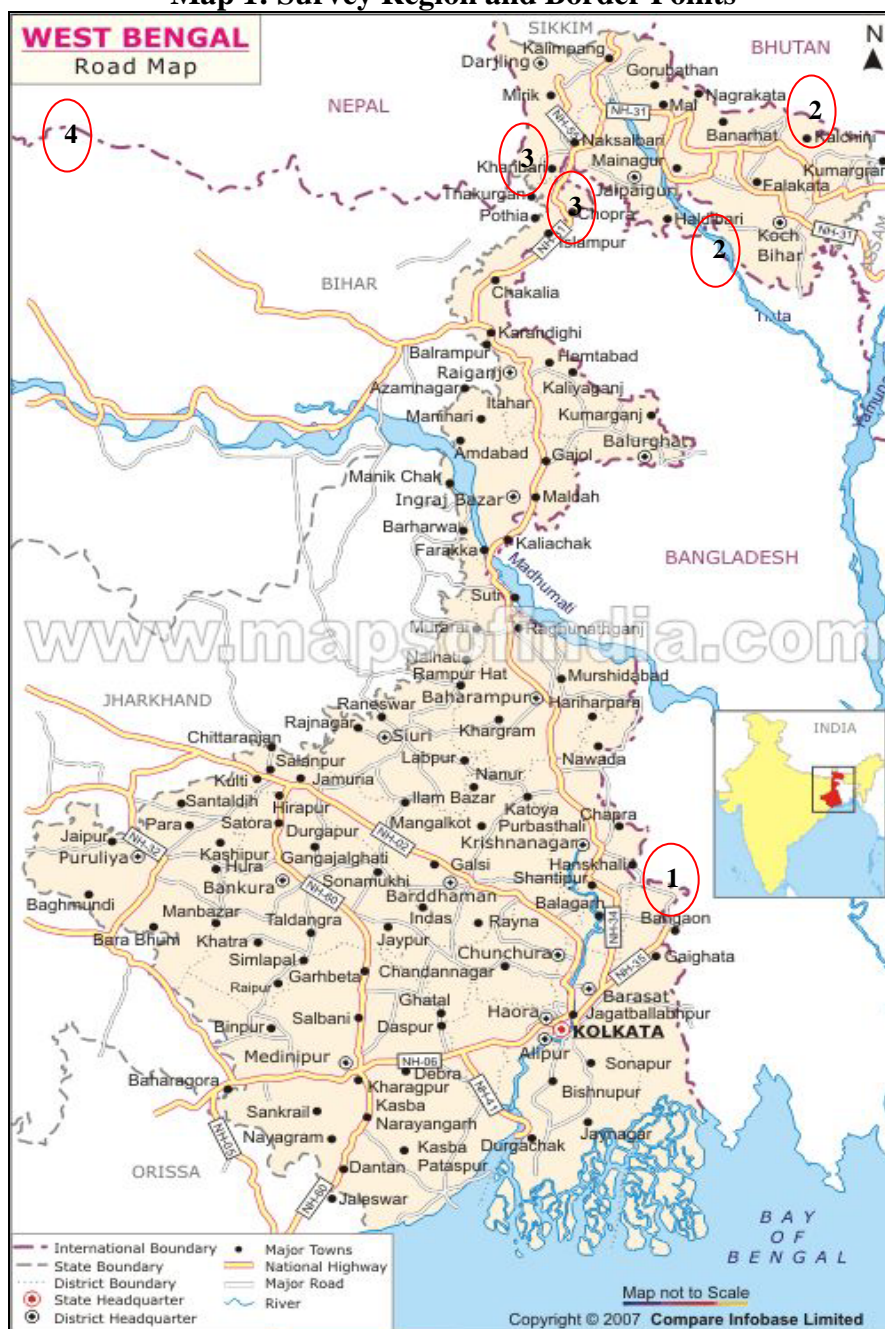 Map 1: Survey Region and Border Points
WEST BENGAL
Road Map
SIKKIM
Kalimpang
Darjling
BHUTAN
N
Gorubathan
Mirik
NEPAL
Nagrakata
Mal
NH-31
2
4
Banarhat
Kalchini
Naksalbari
3
Mainagur
Khanbari
Kumargram
Jalpaiguri
Falakata
Thakurgan
3
Pothia
Chopra
Haldibari
Koch
Bihar
NH-31
ASSAM
Islampur
2
BIHAR
Chakalia
Tista
Karandighi
Balrampur
Hemtabad
Raiganj
Kaliyaganj
Azamnagar
Itahar
Yamuna
Manihari
Kumarganj
Amdabad
Balurghat
Gajol
Manik Chak
Ingraj Bazar
Maldah
Barharwa
Kaliachak
Farakka
BANGLADESH
Madhumati
Suti
www.mapsofindia.com
Murarai
Raghunathganj
Nalhati
Rampur Hat
Murshidabad
JHARKHAND
Baharampur
Raneswar
Hariharpara
Rajnagar
Siuri
Khargram
INDIA
Chittaranjan
Labpur
Nawada
Salanpur
Kulti
Jamuria
Nanur
Santaldih
Hirapur
Ilam Bazar
Katoya
Chapra
Para
Satora
Mangalkot
Purbasthali
Jaipur
NH-32
Durgapur
NH-02
Krishnanagar
Puruliya
Kashipur
Gangajalghati
Galsi
Hanskhali
Hura
Sonamukhi
Shantipur
1
Bankura
NH-60
Barddhaman
Baghmundi
Manbazar
Taldangra
Indas
Rayna
Balagarh
Bangaon
Bara Bhum
Khatra
Jaypur
NH-34
Simlapal
Chunchura
NH-35
Gaighata
Raipur
Garhbeta
Chandannagar
Barasat
Ghatal
Haora
Jagatballabhpur
Binpur
Salbani
Daspur
KOLKATA
Medinipur
NH-06
Alipur
Sonapur
Debra
Baharagora
Kharagpur
Bishnupur
Kasba
NH-41
Sankrail
Narayangarh
NH-05
Nayagram
Kasba
Durgachak
Jaynagar
ORISSA
Dantan
Pataspur
NH-60
Jaleswar
BAY
OF
BENGAL
International Boundary
Major Towns
State Boundary
National Highway
District Boundary
Major Road
State Headquarter
River
District Headquarter
Map not to Scale
Copyright © 2007 Compare Infobase Limited